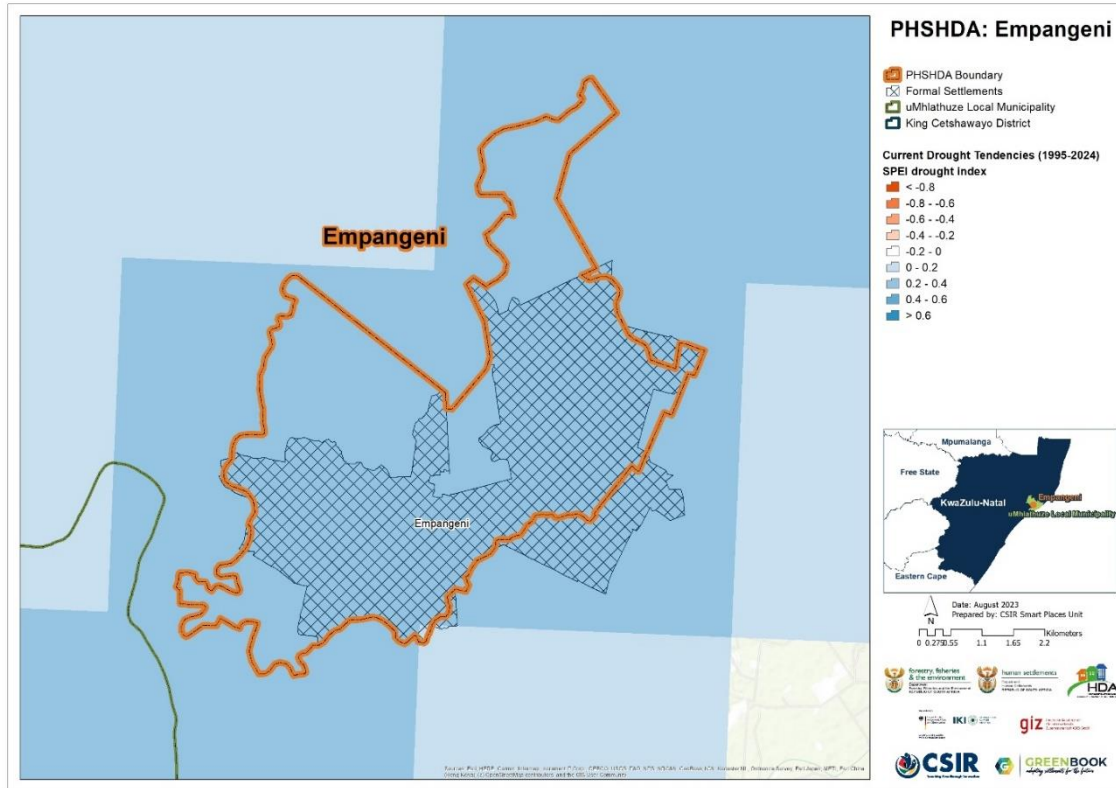 PHSHDA: Empangeni
PHSHDA Boundary
Formal Settlements
uMhlathuze Local Municipality
King Cetshawayo District
Current Drought Tendencies (1995-2024)
SPEI drought index
< -0.8
-0.8 - -0.6
-0.6 - -0.4
-0.4 - -0.2
-0.2 - 0
0 - 0.2
0.2 - 0.4
0.4 - 0.6
> 0.6
Empangeni
Empangeni
Mpumalanga
Free State
KwaZulu-Natal
Empangeni
uMhlathuze Local Municipality
Eastern Cape
Date: August 2023
Prepared by: CSIR Smart Places Unit
N
Kilometers
0 0.275 0.55 1.1 1.65 2.2
forestry, fisheries
& the environment
human settlements
HDA
IKI
giz
CSIR
GREENBOOK